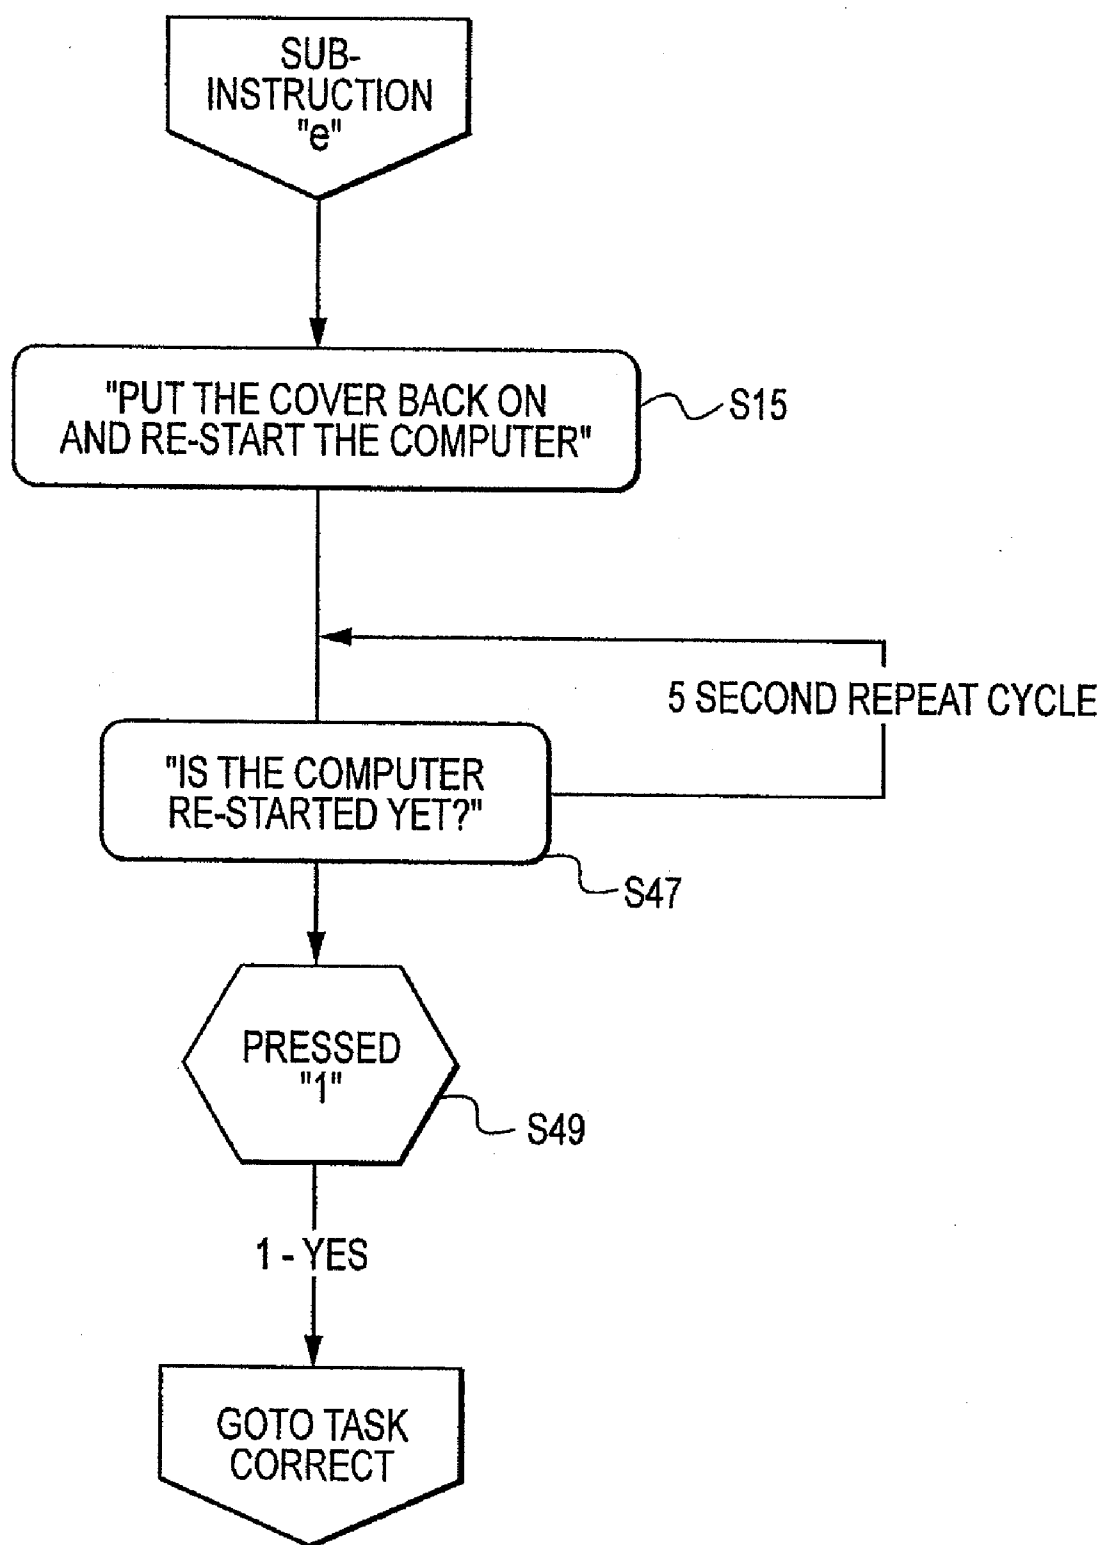 SUB-
INSTRUCTION
"e"
"PUT THE COVER BACK ON
AND RE-START THE COMPUTER"
S15
5 SECOND REPEAT CYCLE
"IS THE COMPUTER
RE-STARTED YET?"
S47
PRESSED
"1"
S49
1 - YES
GOTO TASK
CORRECT